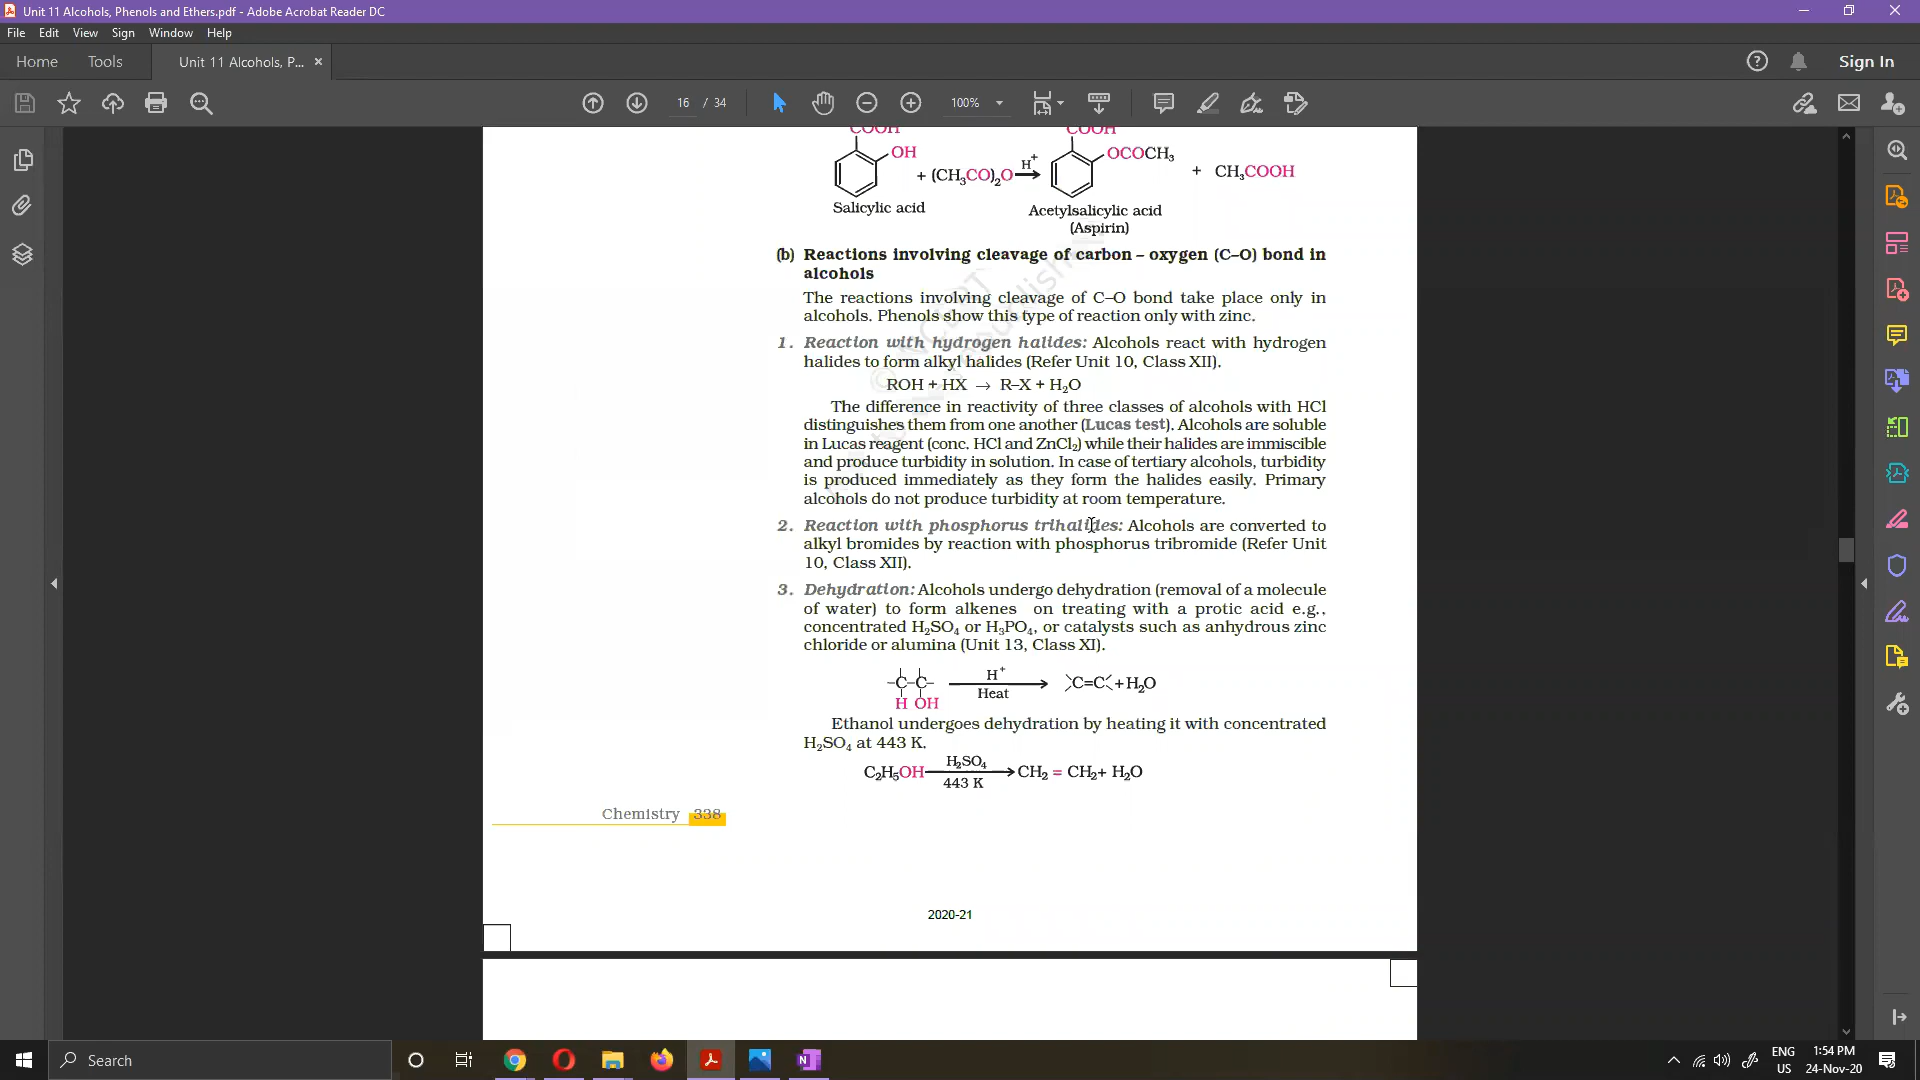 Unit 11 Alcohols, Phenols and Ethers.pdf - Adobe Acrobat Reader DC
File Edit View Sign Window Help
Home Tools Unit 11 Alcohols, P... × Sign In
16 / 34 100%
COOH COOH
OH + (CH₃CO)₂O H⁺ OCOCH₃ + CH₃COOH
Salicylic acid Acetylsalicylic acid
(Aspirin)
(b) Reactions involving cleavage of carbon – oxygen (C–O) bond in
alcohols
The reactions involving cleavage of C–O bond take place only in
alcohols. Phenols show this type of reaction only with zinc.
1. Reaction with hydrogen halides: Alcohols react with hydrogen
halides to form alkyl halides (Refer Unit 10, Class XII).
ROH + HX → R–X + H₂O
The difference in reactivity of three classes of alcohols with HCl
distinguishes them from one another (Lucas test). Alcohols are soluble
in Lucas reagent (conc. HCl and ZnCl₂) while their halides are immiscible
and produce turbidity in solution. In case of tertiary alcohols, turbidity
is produced immediately as they form the halides easily. Primary
alcohols do not produce turbidity at room temperature.
2. Reaction with phosphorus trihalides: Alcohols are converted to
alkyl bromides by reaction with phosphorus tribromide (Refer Unit
10, Class XII).
3. Dehydration: Alcohols undergo dehydration (removal of a molecule
of water) to form alkenes on treating with a protic acid e.g.,
concentrated H₂SO₄ or H₃PO₄, or catalysts such as anhydrous zinc
chloride or alumina (Unit 13, Class XI).
–C–C– H⁺ → C=C + H₂O
H OH Heat
Ethanol undergoes dehydration by heating it with concentrated
H₂SO₄ at 443 K.
C₂H₅OH H₂SO₄ → CH₂ = CH₂ + H₂O
443 K
Chemistry 338
2020-21
Search
ENG 1:54 PM
US 24-Nov-20